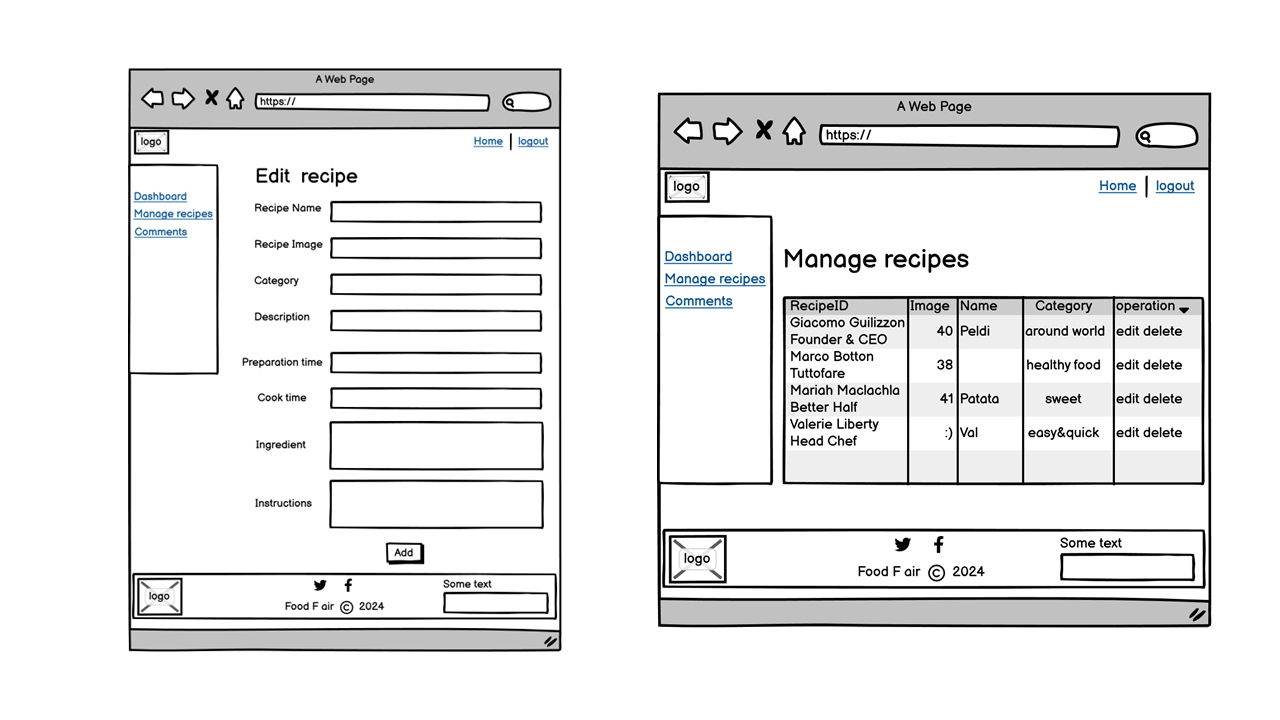 A Web Page
https://
logo
Home
logout
Dashboard
Manage recipes
Comments
Edit recipe
Recipe Name
Recipe Image
Category
Description
Preparation time
Cook time
Ingredient
Instructions
Add
logo
Food F air © 2024
Some text
A Web Page
https://
logo
Home
logout
Dashboard
Manage recipes
Comments
Manage recipes
RecipeID Image Name Category operation
Giacomo Guilizzon
Founder & CEO
40 Peldi around world edit delete
Marco Botton
Tuttofare
38 healthy food edit delete
Mariah Maclachla
Better Half
41 Patata sweet edit delete
Valerie Liberty
Head Chef
:) Val easy&quick edit delete
logo
Food F air © 2024
Some text